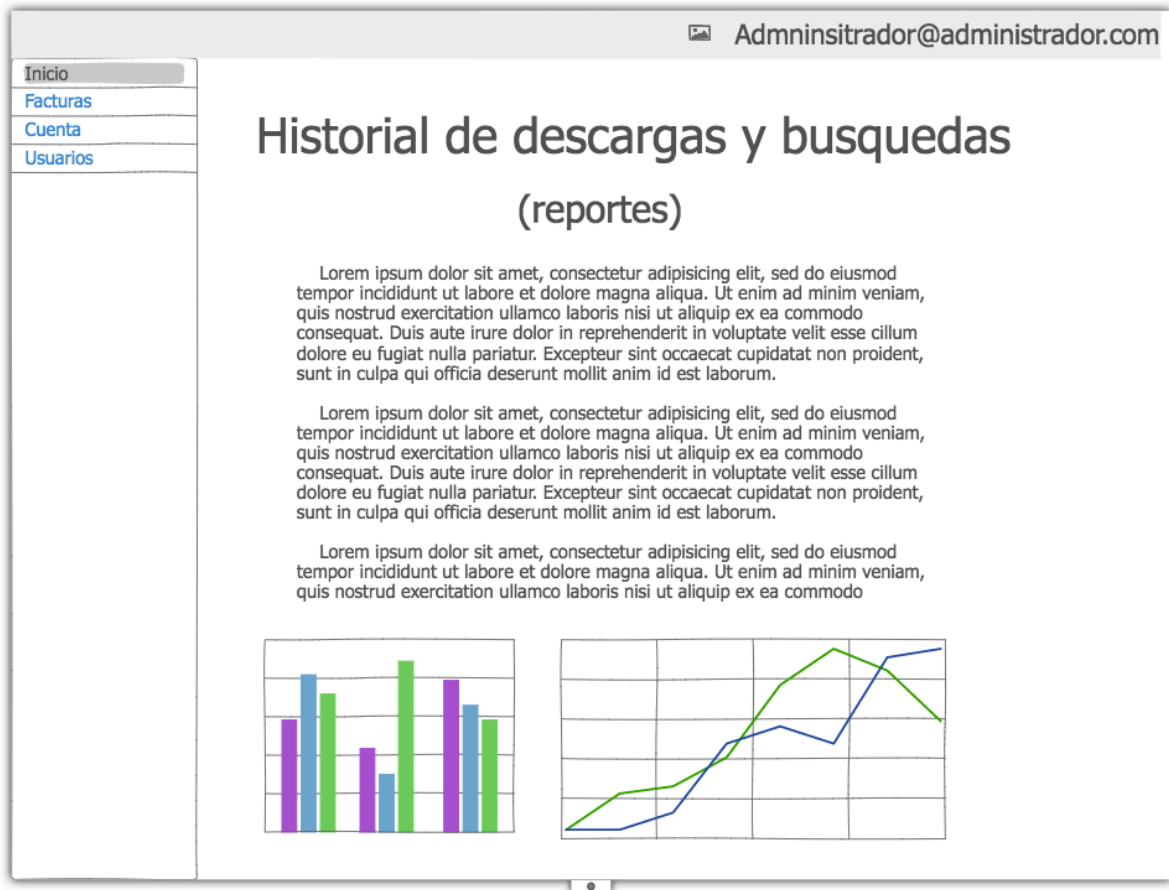 Admninsitrador@administrador.com
Inicio
Facturas
Cuenta
Usuarios
Historial de descargas y busquedas
(reportes)
Lorem ipsum dolor sit amet, consectetur adipisicing elit, sed do eiusmod
tempor incididunt ut labore et dolore magna aliqua. Ut enim ad minim veniam,
quis nostrud exercitation ullamco laboris nisi ut aliquip ex ea commodo
consequat. Duis aute irure dolor in reprehenderit in voluptate velit esse cillum
dolore eu fugiat nulla pariatur. Excepteur sint occaecat cupidatat non proident,
sunt in culpa qui officia deserunt mollit anim id est laborum.
Lorem ipsum dolor sit amet, consectetur adipisicing elit, sed do eiusmod
tempor incididunt ut labore et dolore magna aliqua. Ut enim ad minim veniam,
quis nostrud exercitation ullamco laboris nisi ut aliquip ex ea commodo
consequat. Duis aute irure dolor in reprehenderit in voluptate velit esse cillum
dolore eu fugiat nulla pariatur. Excepteur sint occaecat cupidatat non proident,
sunt in culpa qui officia deserunt mollit anim id est laborum.
Lorem ipsum dolor sit amet, consectetur adipisicing elit, sed do eiusmod
tempor incididunt ut labore et dolore magna aliqua. Ut enim ad minim veniam,
quis nostrud exercitation ullamco laboris nisi ut aliquip ex ea commodo